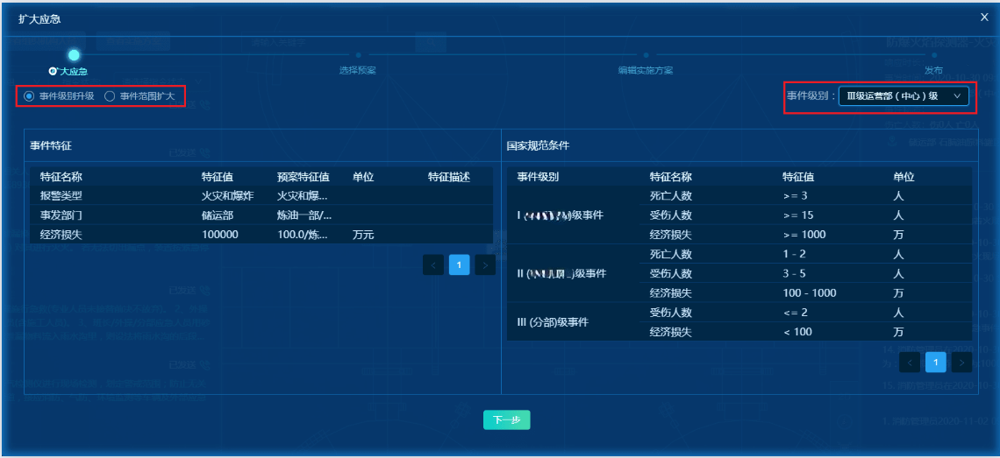 扩大应急
X
扩大应急
选择预案
编辑实施方案
发布
事件级别升级 事件范围扩大
事件级别： Ⅲ级运营部（中心）级
事件特征
特征名称 特征值 预案特征值 单位 特征描述
报警类型 火灾和爆炸 火灾和爆...
事发部门 储运部 炼油一部/...
经济损失 100000 100.0/炼... 万元
< 1 >
国家规范条件
事件级别 特征名称 特征值 单位
I ( )级事件
死亡人数 >= 3 人
受伤人数 >= 15 人
经济损失 >= 1000 万
II ( )级事件
死亡人数 1 - 2 人
受伤人数 3 - 5 人
经济损失 100 - 1000 万
III (分部)级事件
受伤人数 <= 2 人
经济损失 < 100 万
< 1 >
下一步